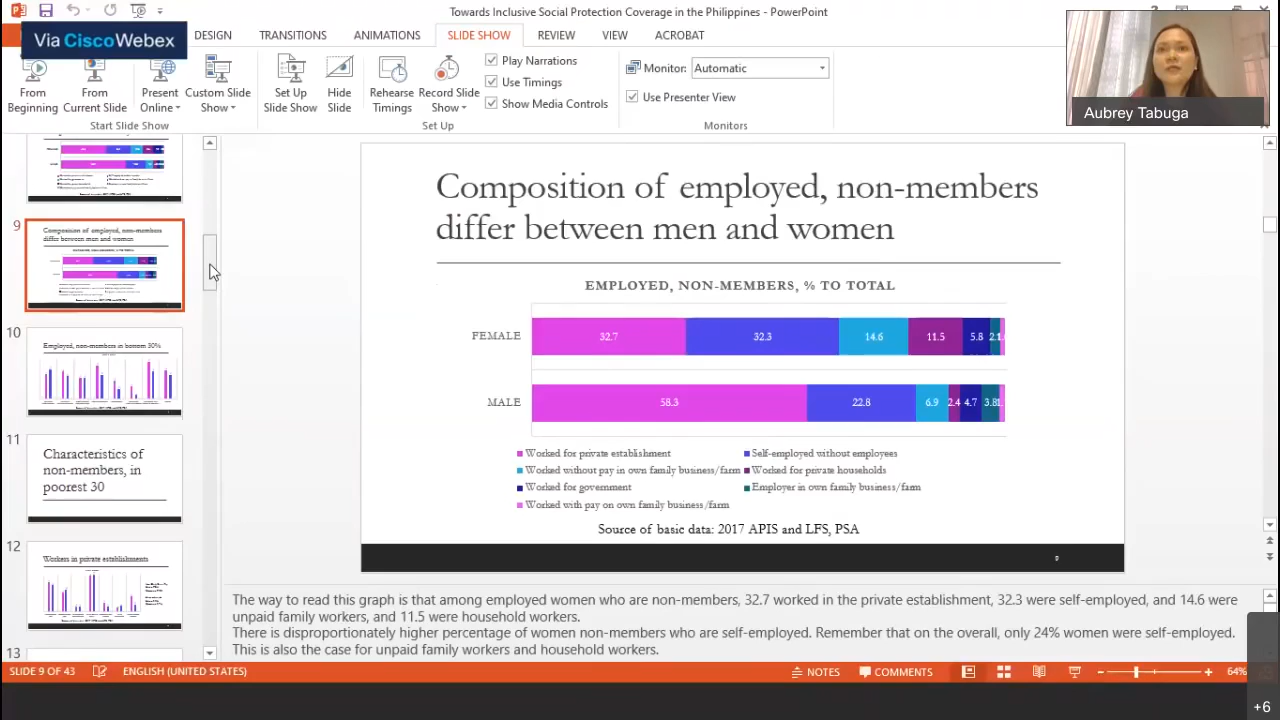 Towards Inclusive Social Protection Coverage in the Philippines - PowerPoint
Via CiscoWebex
DESIGN TRANSITIONS ANIMATIONS SLIDE SHOW REVIEW VIEW ACROBAT
From Beginning
From Current Slide
Present Online
Custom Slide Show
Start Slide Show
Set Up Slide Show
Hide Slide
Rehearse Timings
Record Slide Show
Play Narrations
Use Timings
Show Media Controls
Set Up
Monitor: Automatic
Use Presenter View
Monitors
Aubrey Tabuga
9
Composition of employed, non-members
differ between men and women
10
Employed, non-members in bottom 30%
11
Characteristics of
non-members, in
poorest 30
12
Workers in private establishments
13
Composition of employed, non-members
differ between men and women
EMPLOYED, NON-MEMBERS, % TO TOTAL
FEMALE 32.7 32.3 14.6 11.5 5.8 2.1
MALE 58.3 22.8 6.9 2.4 4.7 3.8
Worked for private establishment Self-employed without employees
Worked without pay in own family business/farm Worked for private households
Worked for government Employer in own family business/farm
Worked with pay on own family business/farm
Source of basic data: 2017 APIS and LFS, PSA
9
The way to read this graph is that among employed women who are non-members, 32.7 worked in the private establishment, 32.3 were self-employed, and 14.6 were
unpaid family workers, and 11.5 were household workers.
There is disproportionately higher percentage of women non-members who are self-employed. Remember that on the overall, only 24% women were self-employed.
This is also the case for unpaid family workers and household workers.
SLIDE 9 OF 43 ENGLISH (UNITED STATES) NOTES COMMENTS 64%
+6